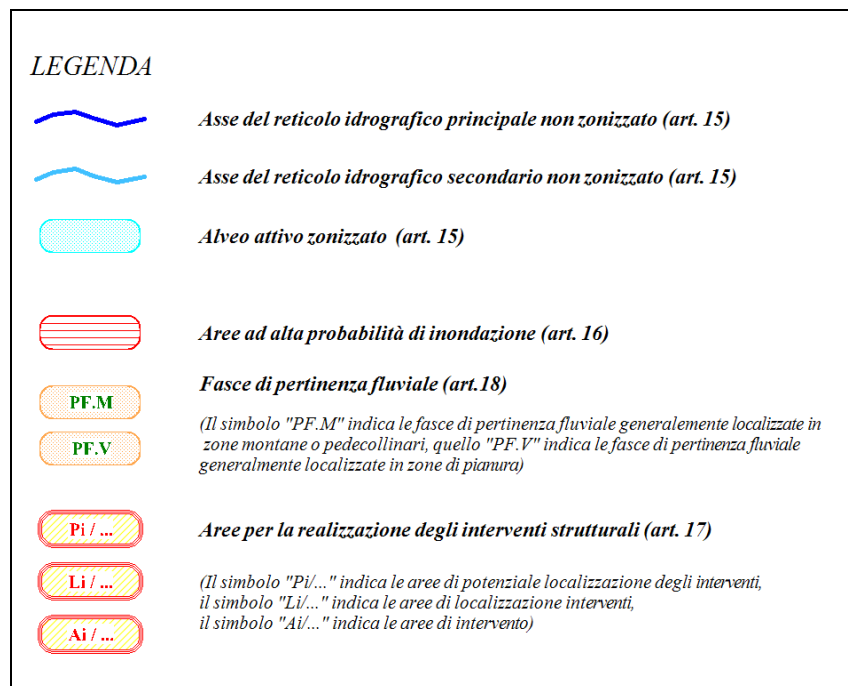 LEGENDA
Asse del reticolo idrografico principale non zonizzato (art. 15)
Asse del reticolo idrografico secondario non zonizzato (art. 15)
Alveo attivo zonizzato (art. 15)
Aree ad alta probabilità di inondazione (art. 16)
Fasce di pertinenza fluviale (art.18)
PF.M
(Il simbolo "PF.M" indica le fasce di pertinenza fluviale generalemente localizzate in
zone montane o pedecollinari, quello "PF.V" indica le fasce di pertinenza fluviale
PF.V
generalmente localizzate in zone di pianura)
Pi / ...
Aree per la realizzazione degli interventi strutturali (art. 17)
Li / ...
(Il simbolo "Pi/..." indica le aree di potenziale localizzazione degli interventi,
il simbolo "Li/..." indica le aree di localizzazione interventi,
il simbolo "Ai/..." indica le aree di intervento)
Ai / ...